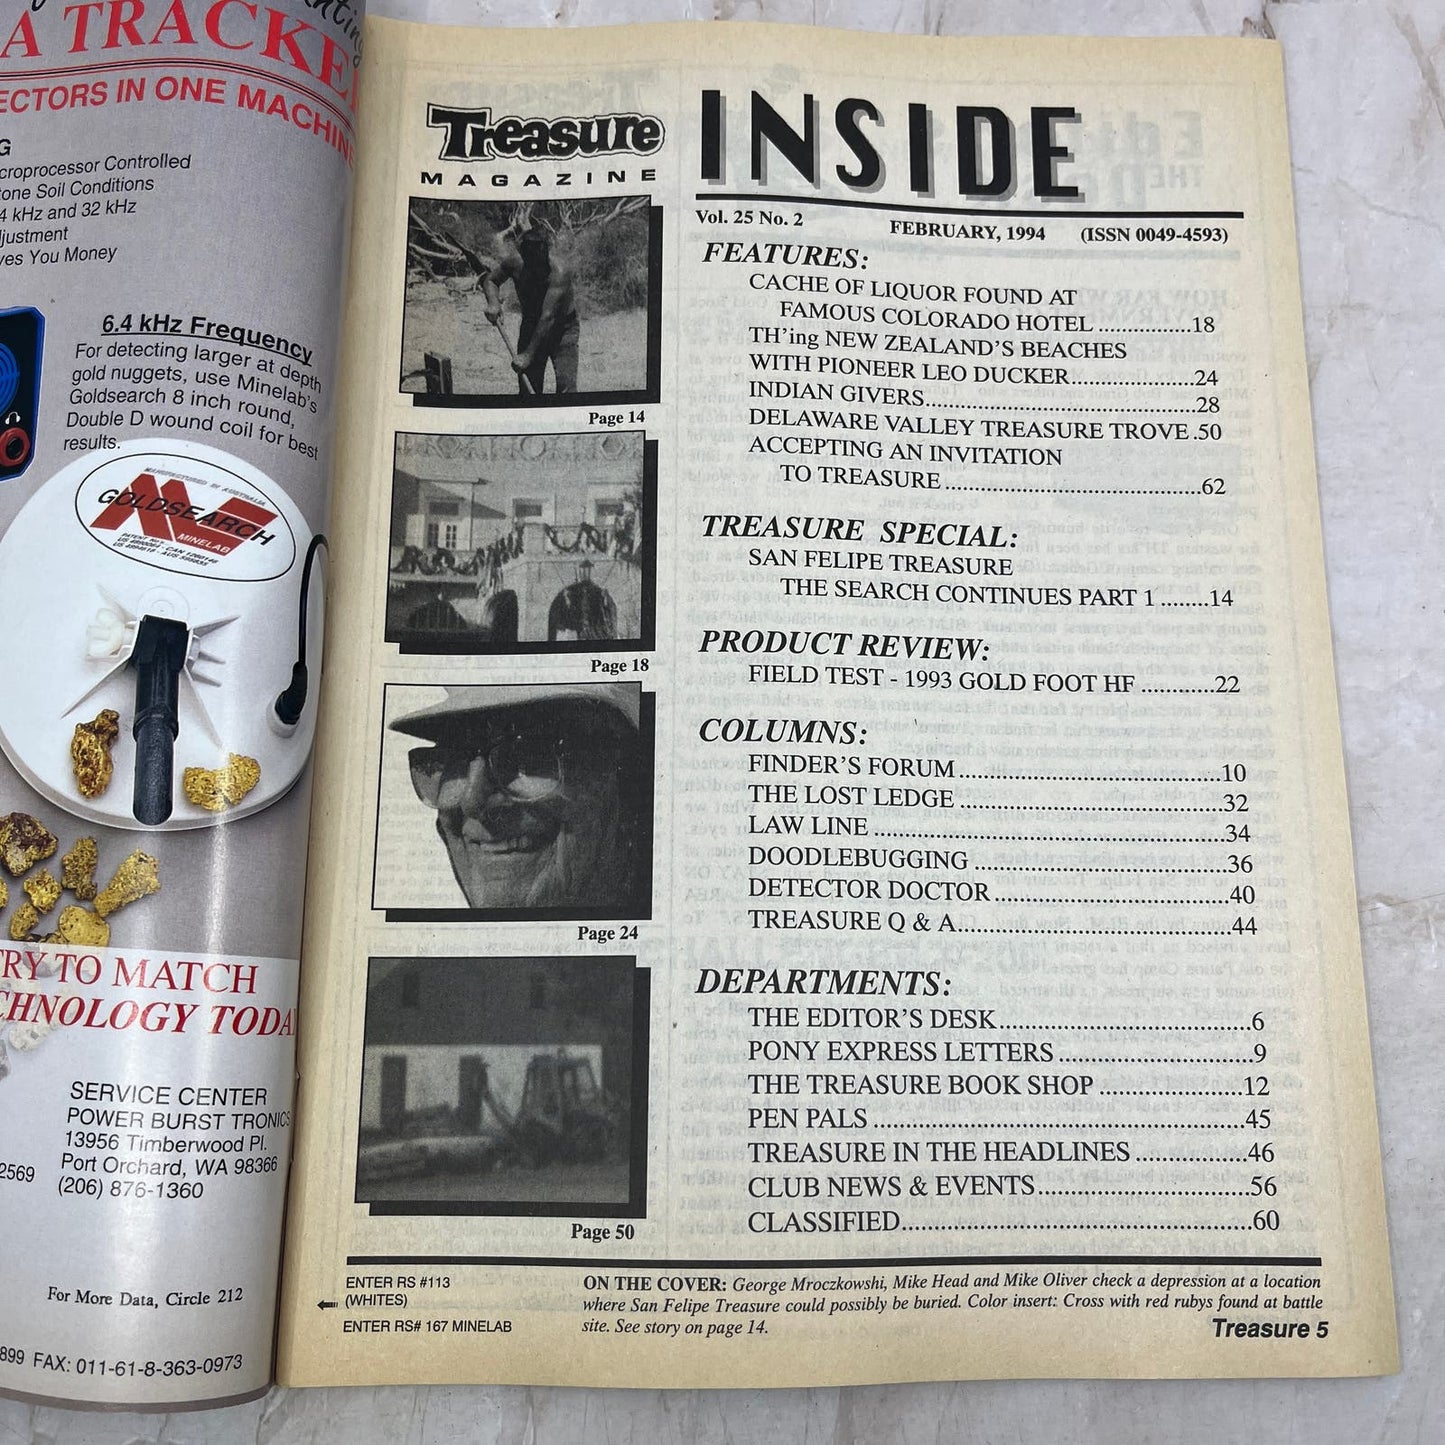 A TRACKE
ECTORS IN ONE MACHINE
G
croprocessor Controlled
tone Soil Conditions
4 kHz and 32 kHz
djustment
ves You Money
6.4 kHz Frequency
For detecting larger at depth
gold nuggets, use Minelab's
Goldsearch 8 inch round,
Double D wound coil for best
results.
MANUFACTURED IN AUSTRALIA
GOLDSEARCH
MINELAB
RY TO MATCH
CHNOLOGY TODA
SERVICE CENTER
POWER BURST TRONICS
13956 Timberwood Pl.
Port Orchard, WA 98366
2569 (206) 876-1360
For More Data, Circle 212
899 FAX: 011-61-8-363-0973
Treasure
MAGAZINE
INSIDE
Vol. 25 No. 2 FEBRUARY, 1994 (ISSN 0049-4593)
FEATURES:
CACHE OF LIQUOR FOUND AT
FAMOUS COLORADO HOTEL ...............18
TH'ing NEW ZEALAND'S BEACHES
WITH PIONEER LEO DUCKER....................24
INDIAN GIVERS............................................28
DELAWARE VALLEY TREASURE TROVE.50
ACCEPTING AN INVITATION
TO TREASURE .........................................62
TREASURE SPECIAL:
SAN FELIPE TREASURE
THE SEARCH CONTINUES PART 1 ........14
PRODUCT REVIEW:
FIELD TEST - 1993 GOLD FOOT HF ............22
COLUMNS:
FINDER'S FORUM..........................................10
THE LOST LEDGE ..........................................32
LAW LINE ........................................................34
DOODLEBUGGING ........................................36
DETECTOR DOCTOR......................................40
TREASURE Q & A............................................44
DEPARTMENTS:
THE EDITOR'S DESK........................................6
PONY EXPRESS LETTERS ...............................9
THE TREASURE BOOK SHOP .......................12
PEN PALS ...........................................................45
TREASURE IN THE HEADLINES ..................46
CLUB NEWS & EVENTS..................................56
CLASSIFIED........................................................60
Page 14
Page 18
Page 24
Page 50
ENTER RS #113
(WHITES)
ENTER RS# 167 MINELAB
ON THE COVER: George Mroczkowski, Mike Head and Mike Oliver check a depression at a location
where San Felipe Treasure could possibly be buried. Color insert: Cross with red rubys found at battle
site. See story on page 14.
Treasure 5